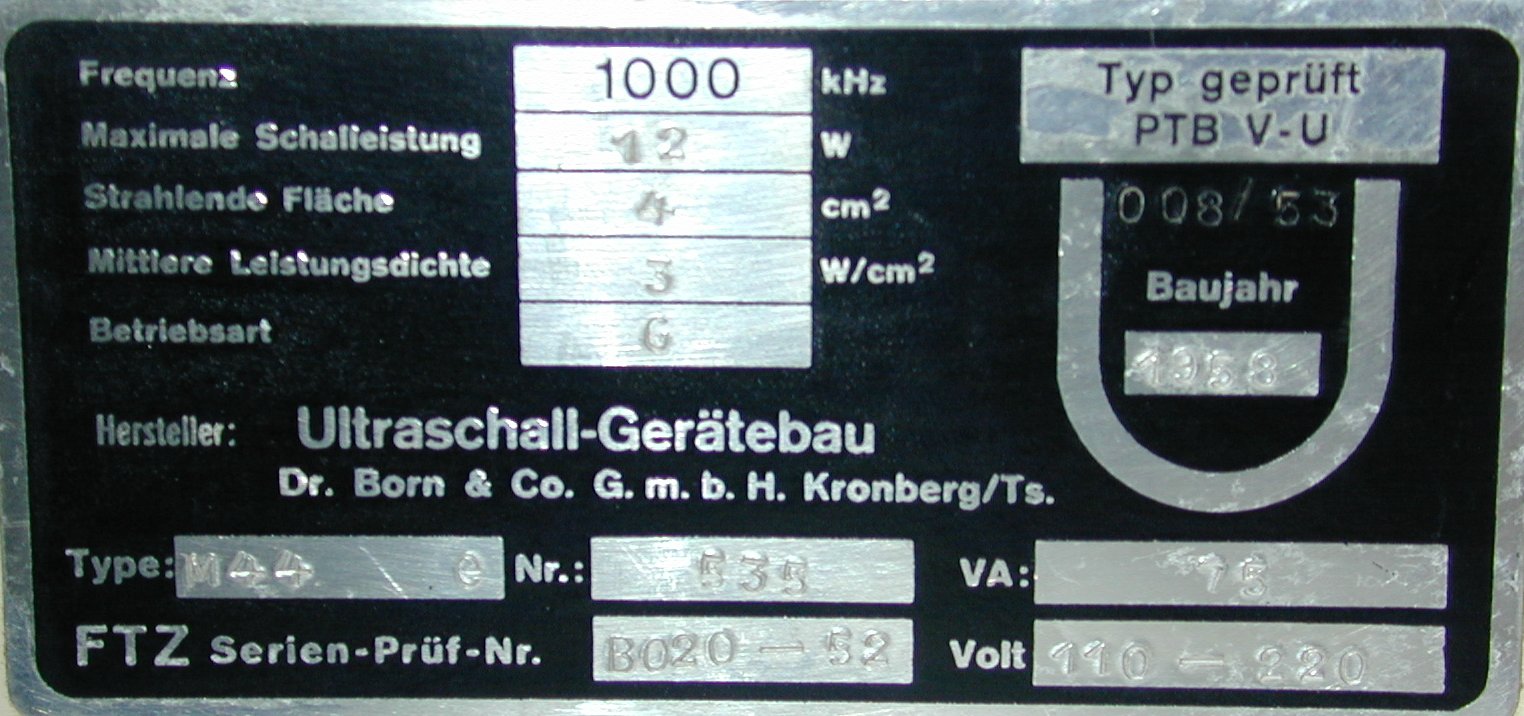 Frequenz 1000 kHz
Maximale Schalleistung 12 W
Strahlende Fläche 4 cm²
Mittlere Leistungsdichte 3 W/cm²
Betriebsart G
Typ geprüft
PTB V-U
008/53
Baujahr
1958
Hersteller: Ultraschall-Gerätebau
Dr. Born & Co. G.m.b.H. Kronberg/Ts.
Type: M44 e Nr.: 535 VA: 75
FTZ Serien-Prüf-Nr. B020-52 Volt 110-220